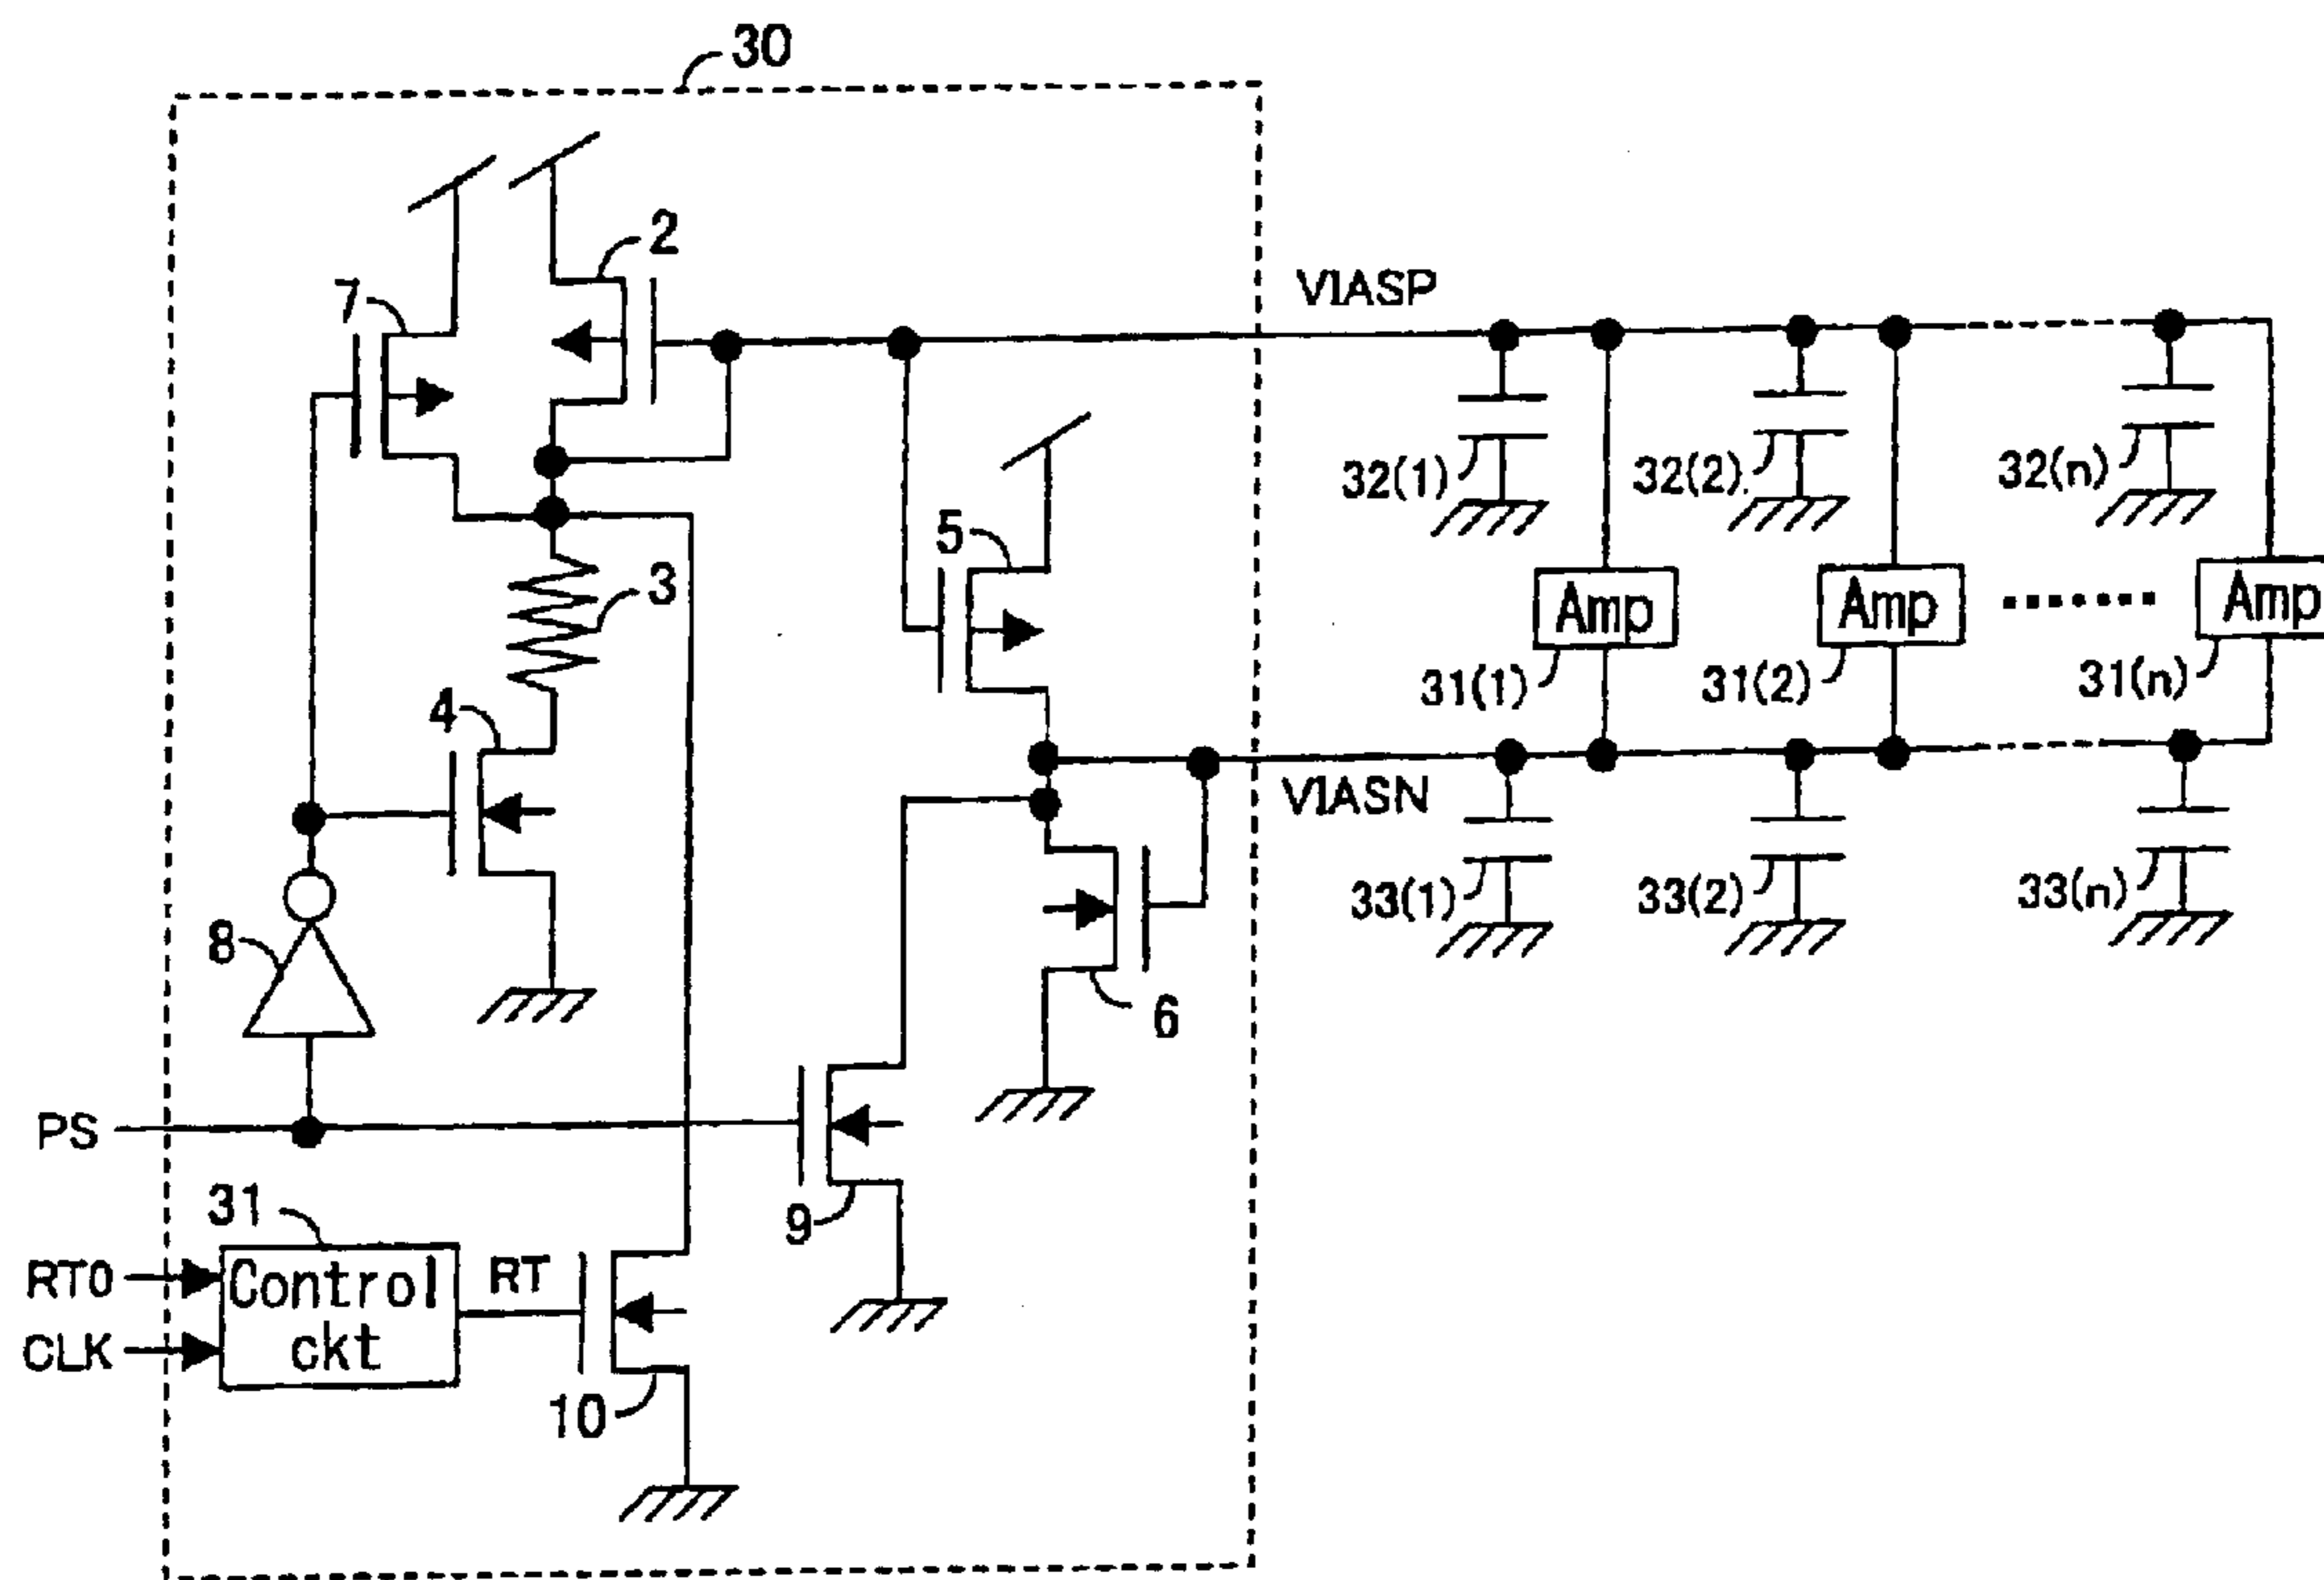 30
2
7
VIASP
32(1)
32(2)
32(n)
5
3
Amp
Amp
Amp
31(1)
31(2)
31(n)
4
VIASN
33(1)
33(2)
33(n)
8
6
PS
9
31
RT0
Control
ckt
RT
CLK
10